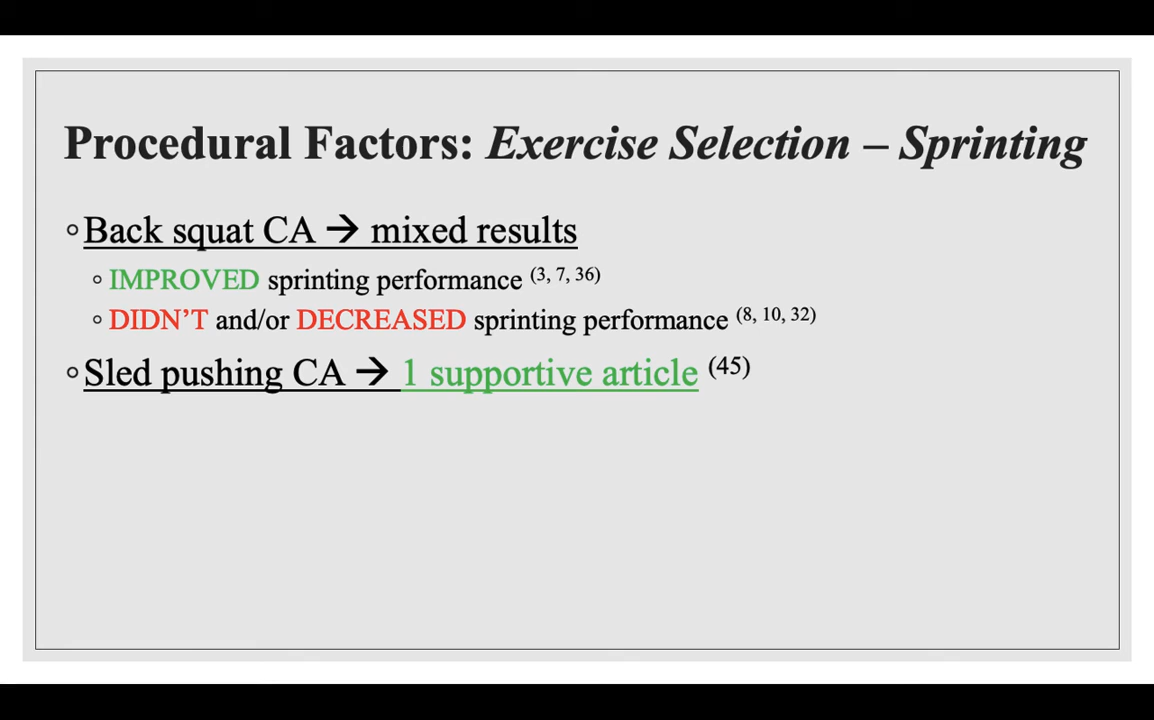 Procedural Factors: Exercise Selection – Sprinting
◦Back squat CA → mixed results
◦ IMPROVED sprinting performance (3, 7, 36)
◦ DIDN’T and/or DECREASED sprinting performance (8, 10, 32)
◦Sled pushing CA → 1 supportive article (45)